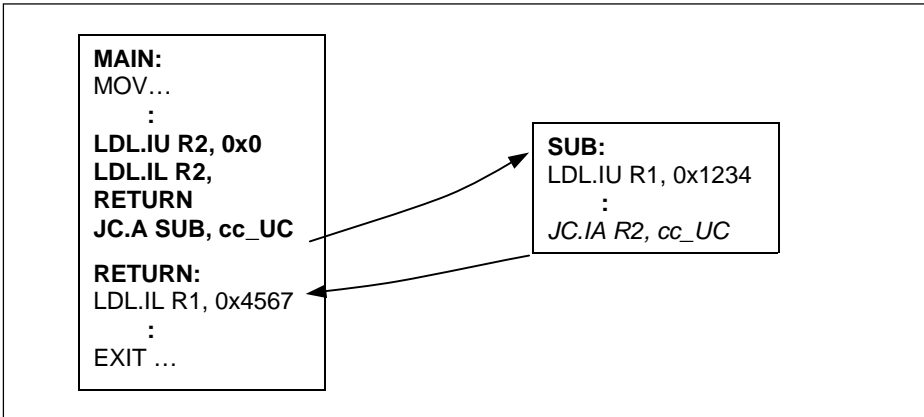 MAIN:
MOV…
:
LDL.IU R2, 0x0
LDL.IL R2,
RETURN
JC.A SUB, cc_UC
RETURN:
LDL.IL R1, 0x4567
:
EXIT …
SUB:
LDL.IU R1, 0x1234
:
JC.IA R2, cc_UC